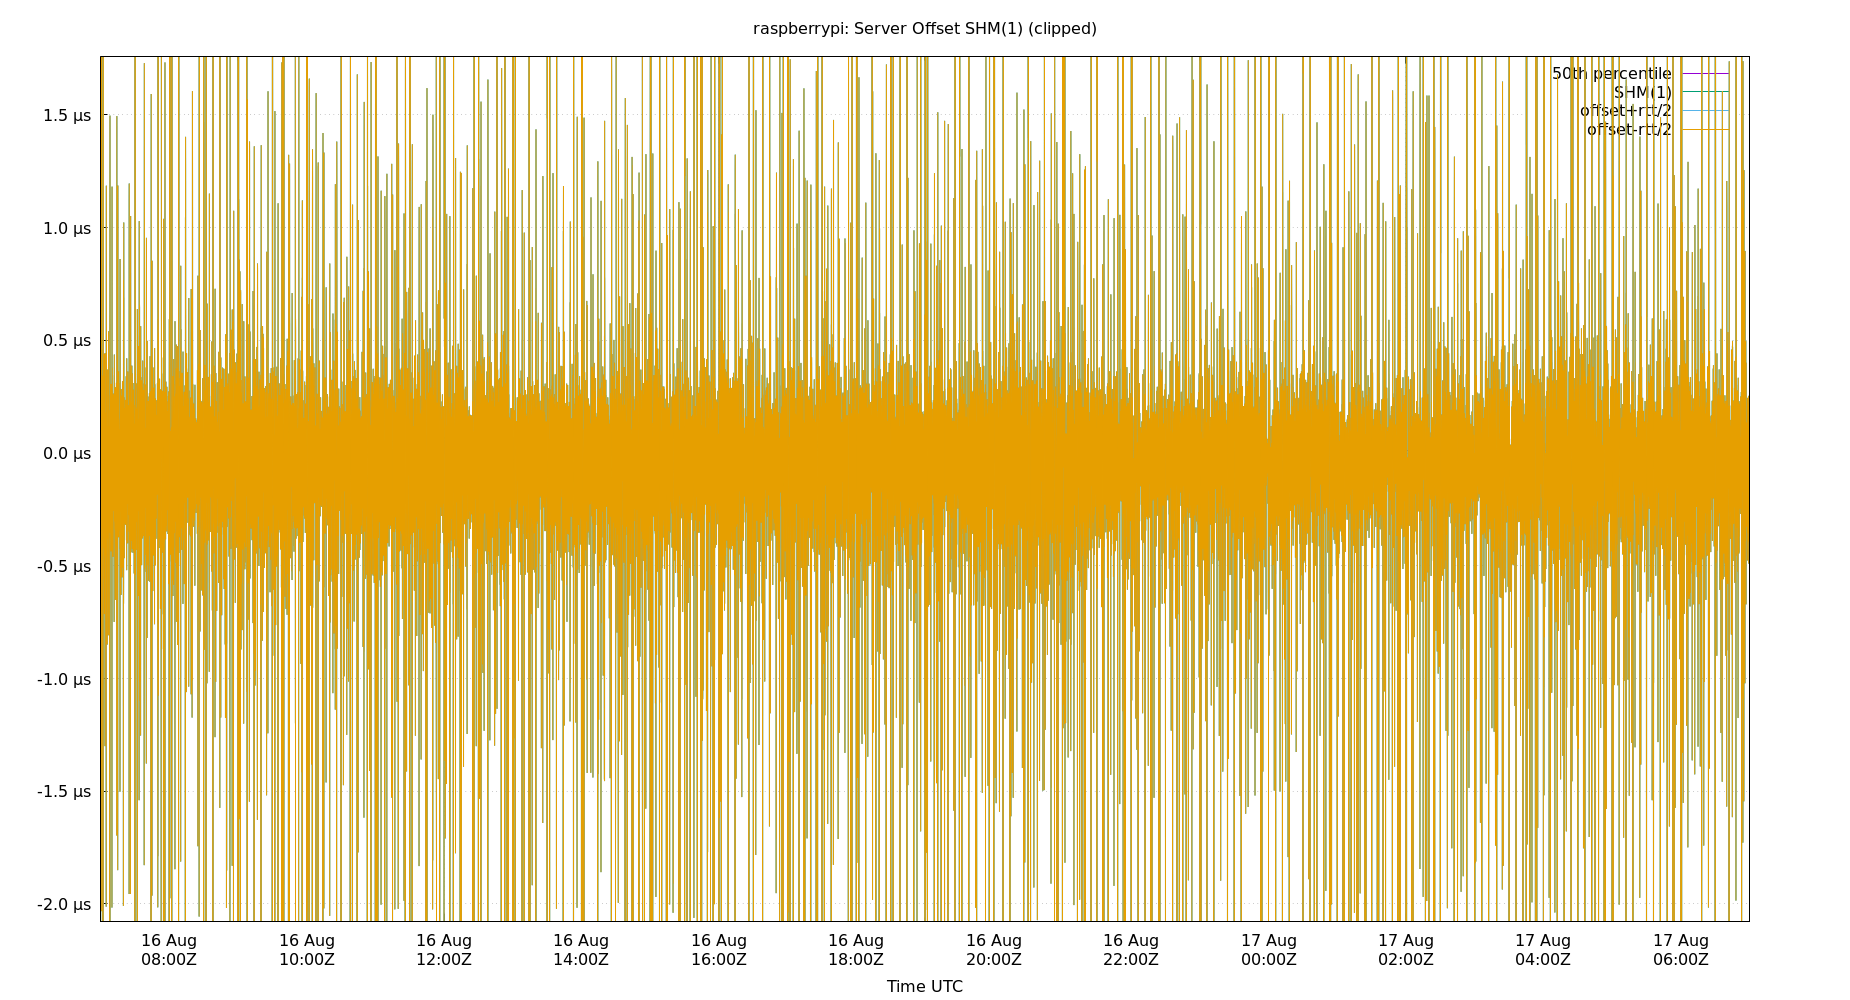 raspberrypi: Server Offset SHM(1) (clipped)
50th percentile
SHM(1)
offset+rtt/2
offset-rtt/2
1.5 µs
1.0 µs
0.5 µs
0.0 µs
-0.5 µs
-1.0 µs
-1.5 µs
-2.0 µs
16 Aug 16 Aug 16 Aug 16 Aug 16 Aug 16 Aug 16 Aug 16 Aug 17 Aug 17 Aug 17 Aug 17 Aug
08:00Z 10:00Z 12:00Z 14:00Z 16:00Z 18:00Z 20:00Z 22:00Z 00:00Z 02:00Z 04:00Z 06:00Z
Time UTC